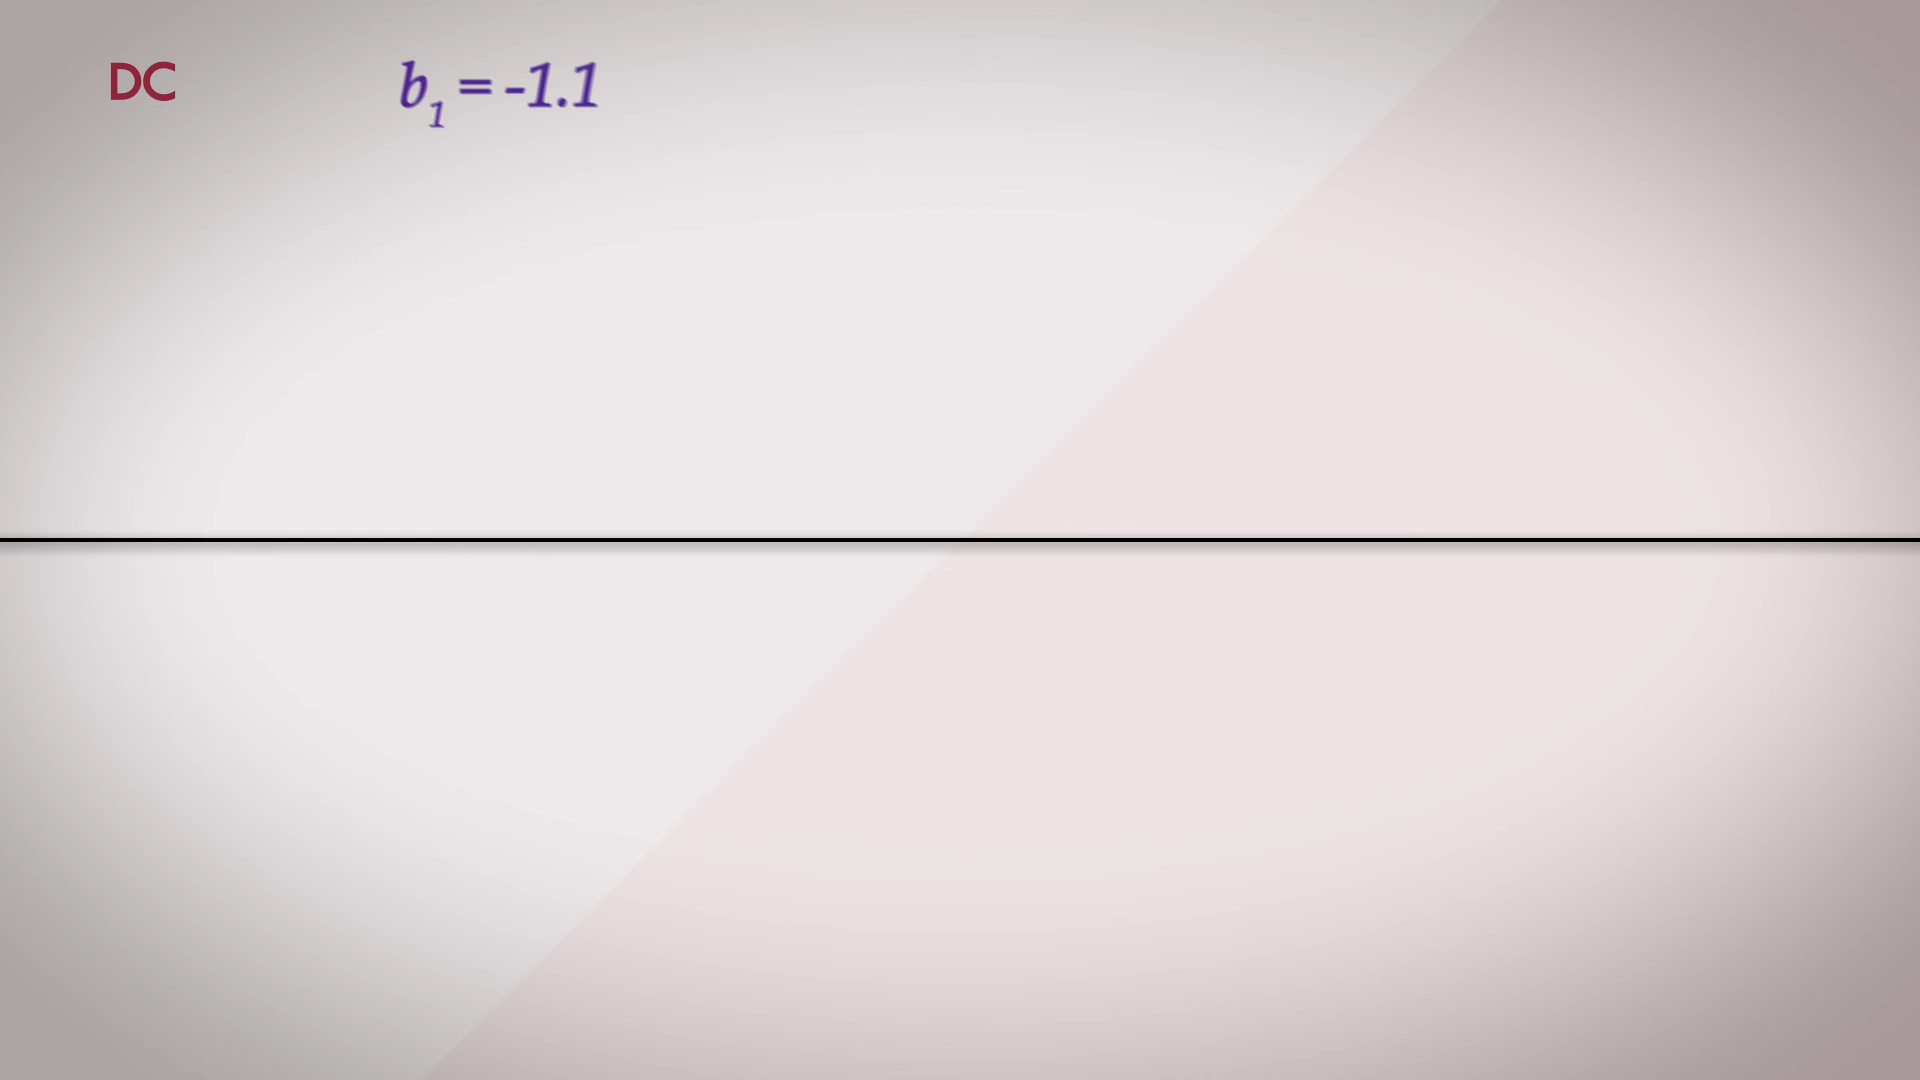 DC
b₁ = -1.1